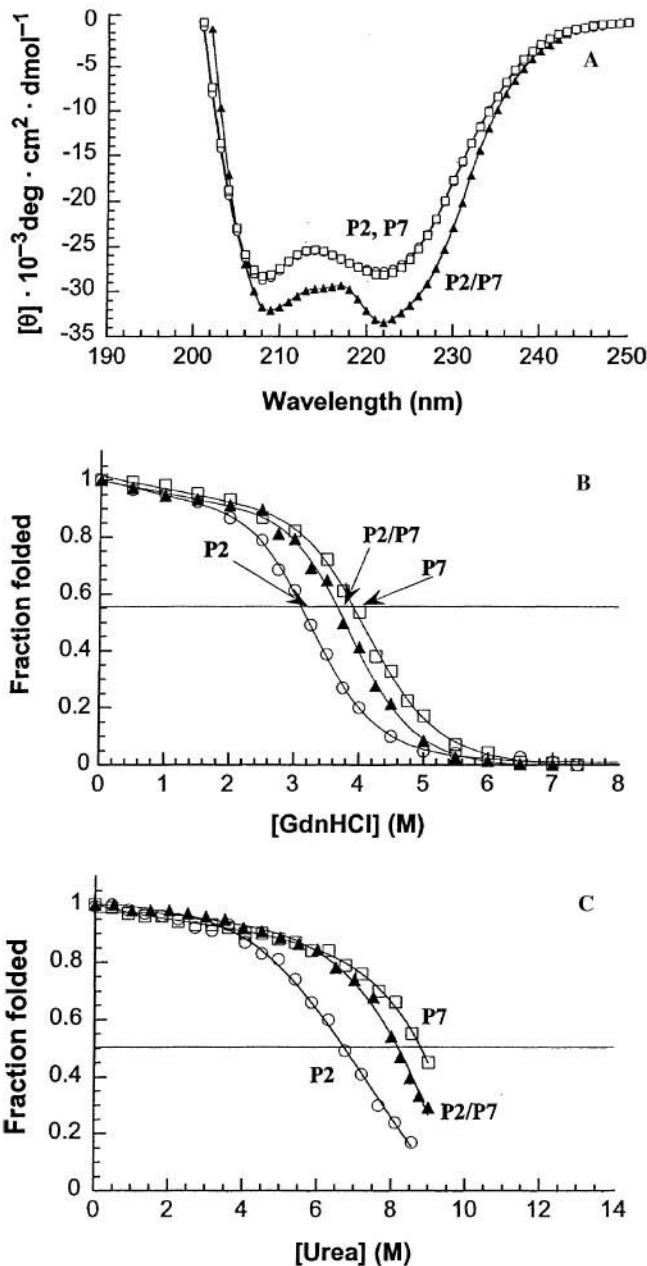 0
A
-5
-10
-15
-20
P2, P7
-25
P2/P7
-30
-35
190 200 210 220 230 240 250
[θ] · 10⁻³deg · cm² · dmol⁻¹
Wavelength (nm)
1
B
P2/P7
0.8
P2
P7
0.6
0.4
0.2
0
0 1 2 3 4 5 6 7 8
Fraction folded
[GdnHCl] (M)
1
C
0.8
P7
0.6
P2
0.4
P2/P7
0.2
0
0 2 4 6 8 10 12 14
Fraction folded
[Urea] (M)